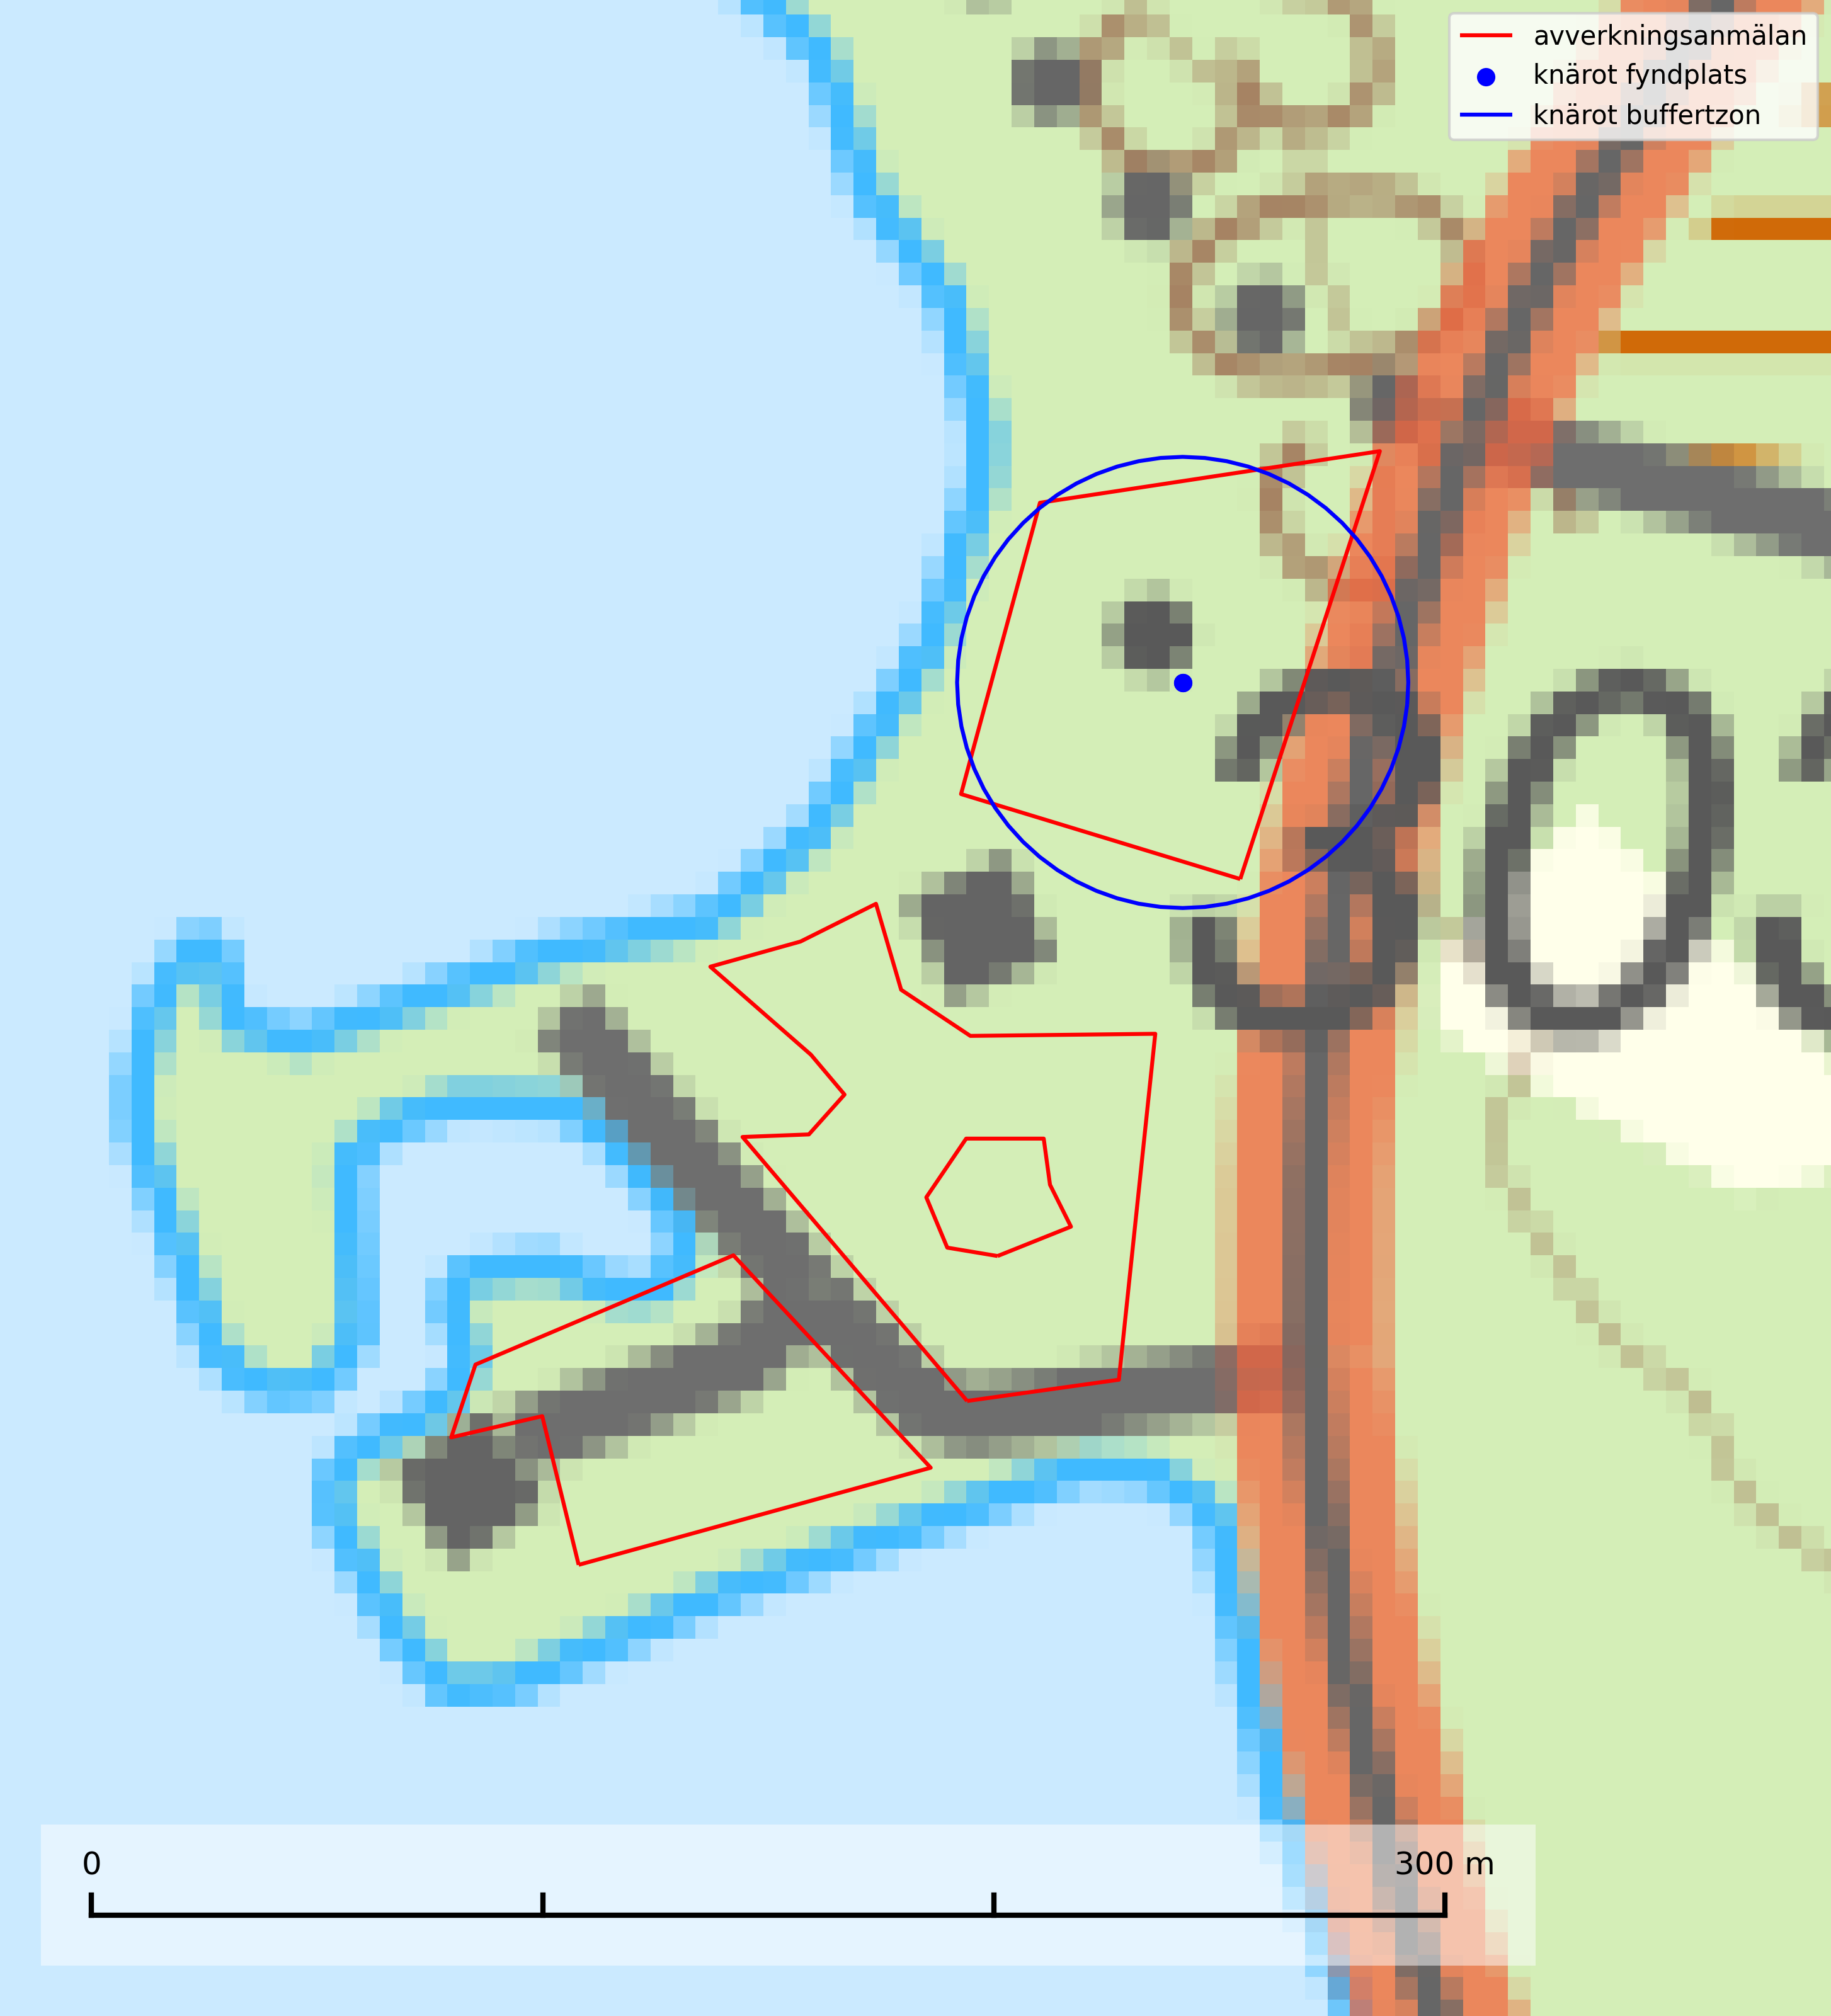 avverkningsanmälan
knärot fyndplats
knärot buffertzon
0 300 m